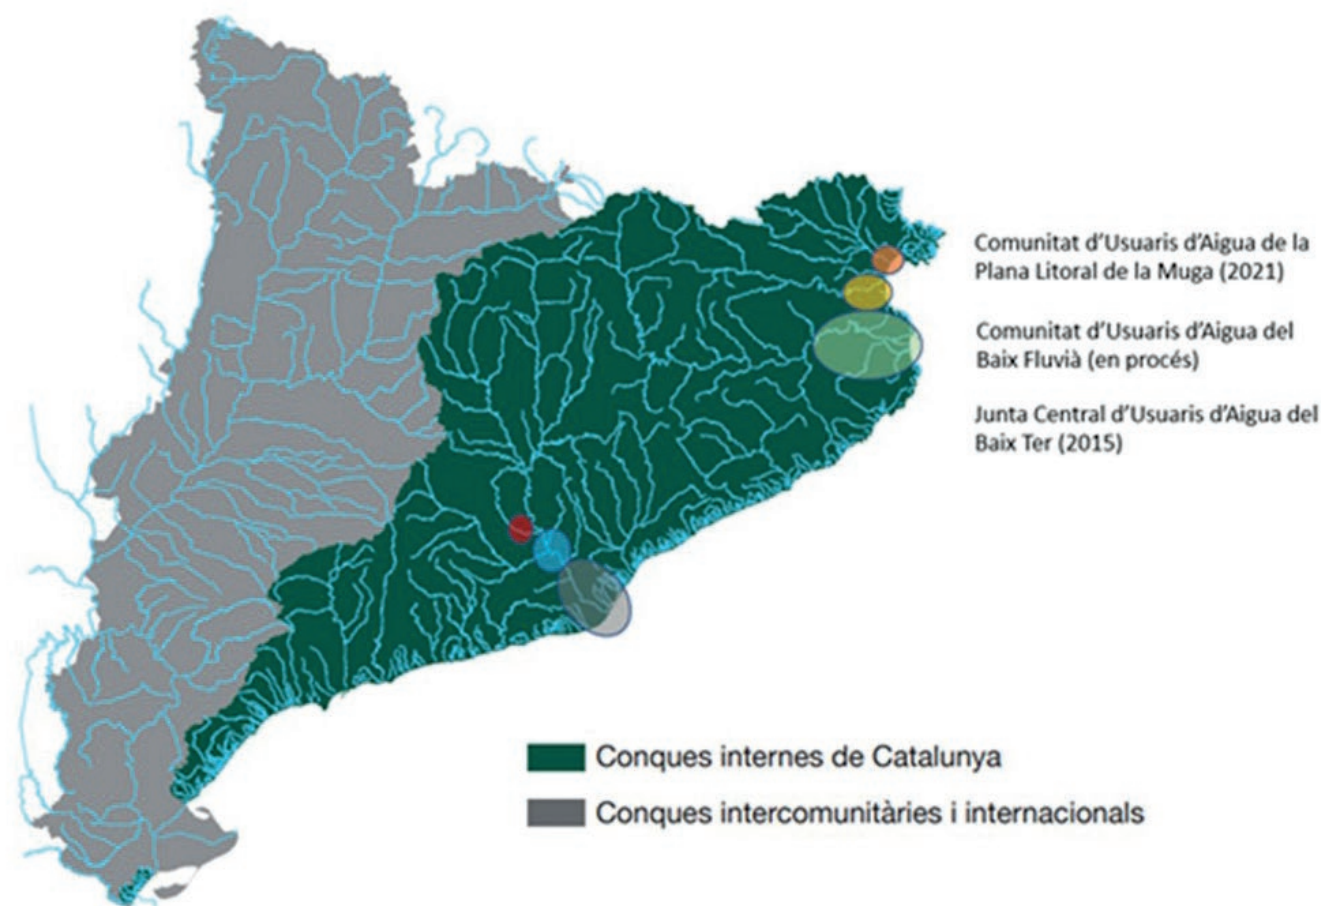 Comunitat d'Usuaris d'Aigua de la
Plana Litoral de la Muga (2021)
Comunitat d'Usuaris d'Aigua del
Baix Fluvià (en procés)
Junta Central d'Usuaris d'Aigua del
Baix Ter (2015)
Conques internes de Catalunya
Conques intercomunitàries i internacionals